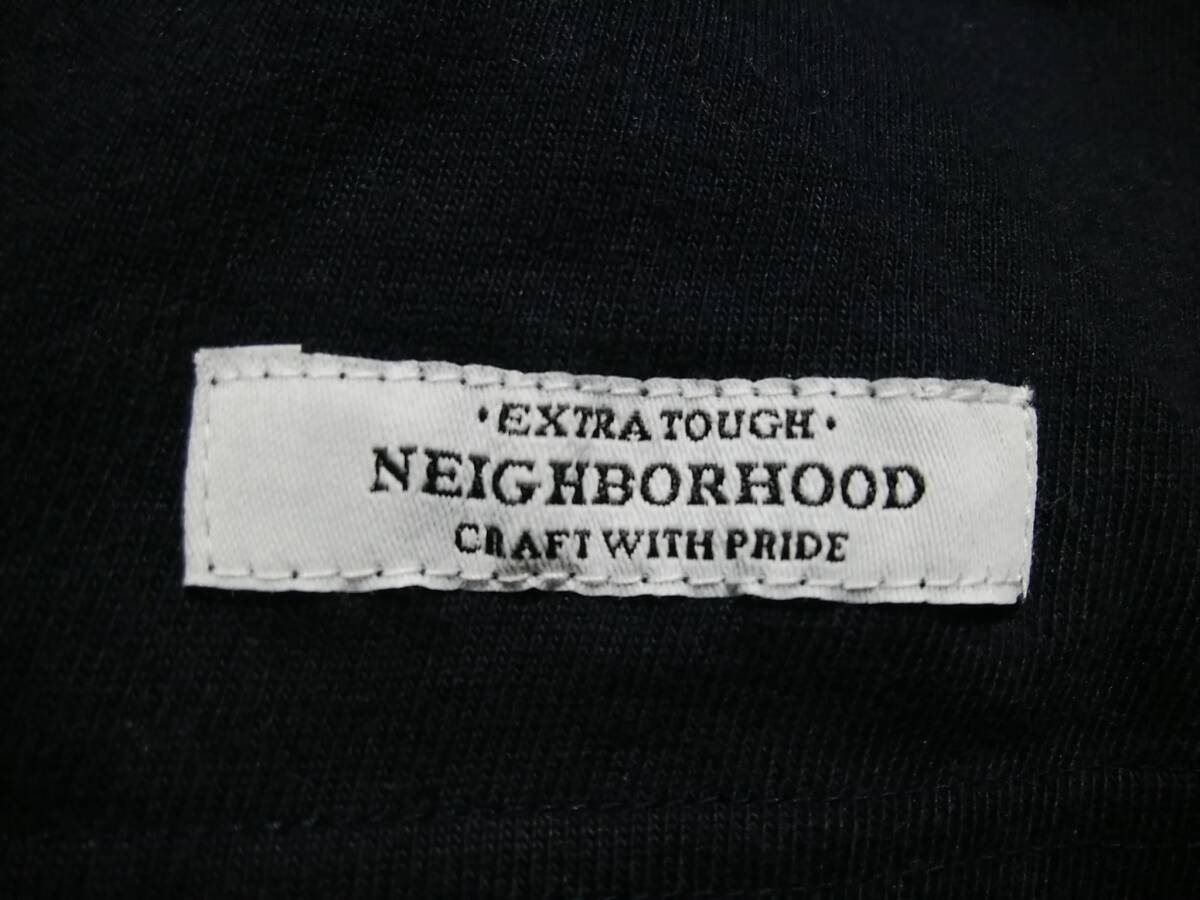 • EXTRA TOUGH •
NEIGHBORHOOD
CRAFT WITH PRIDE